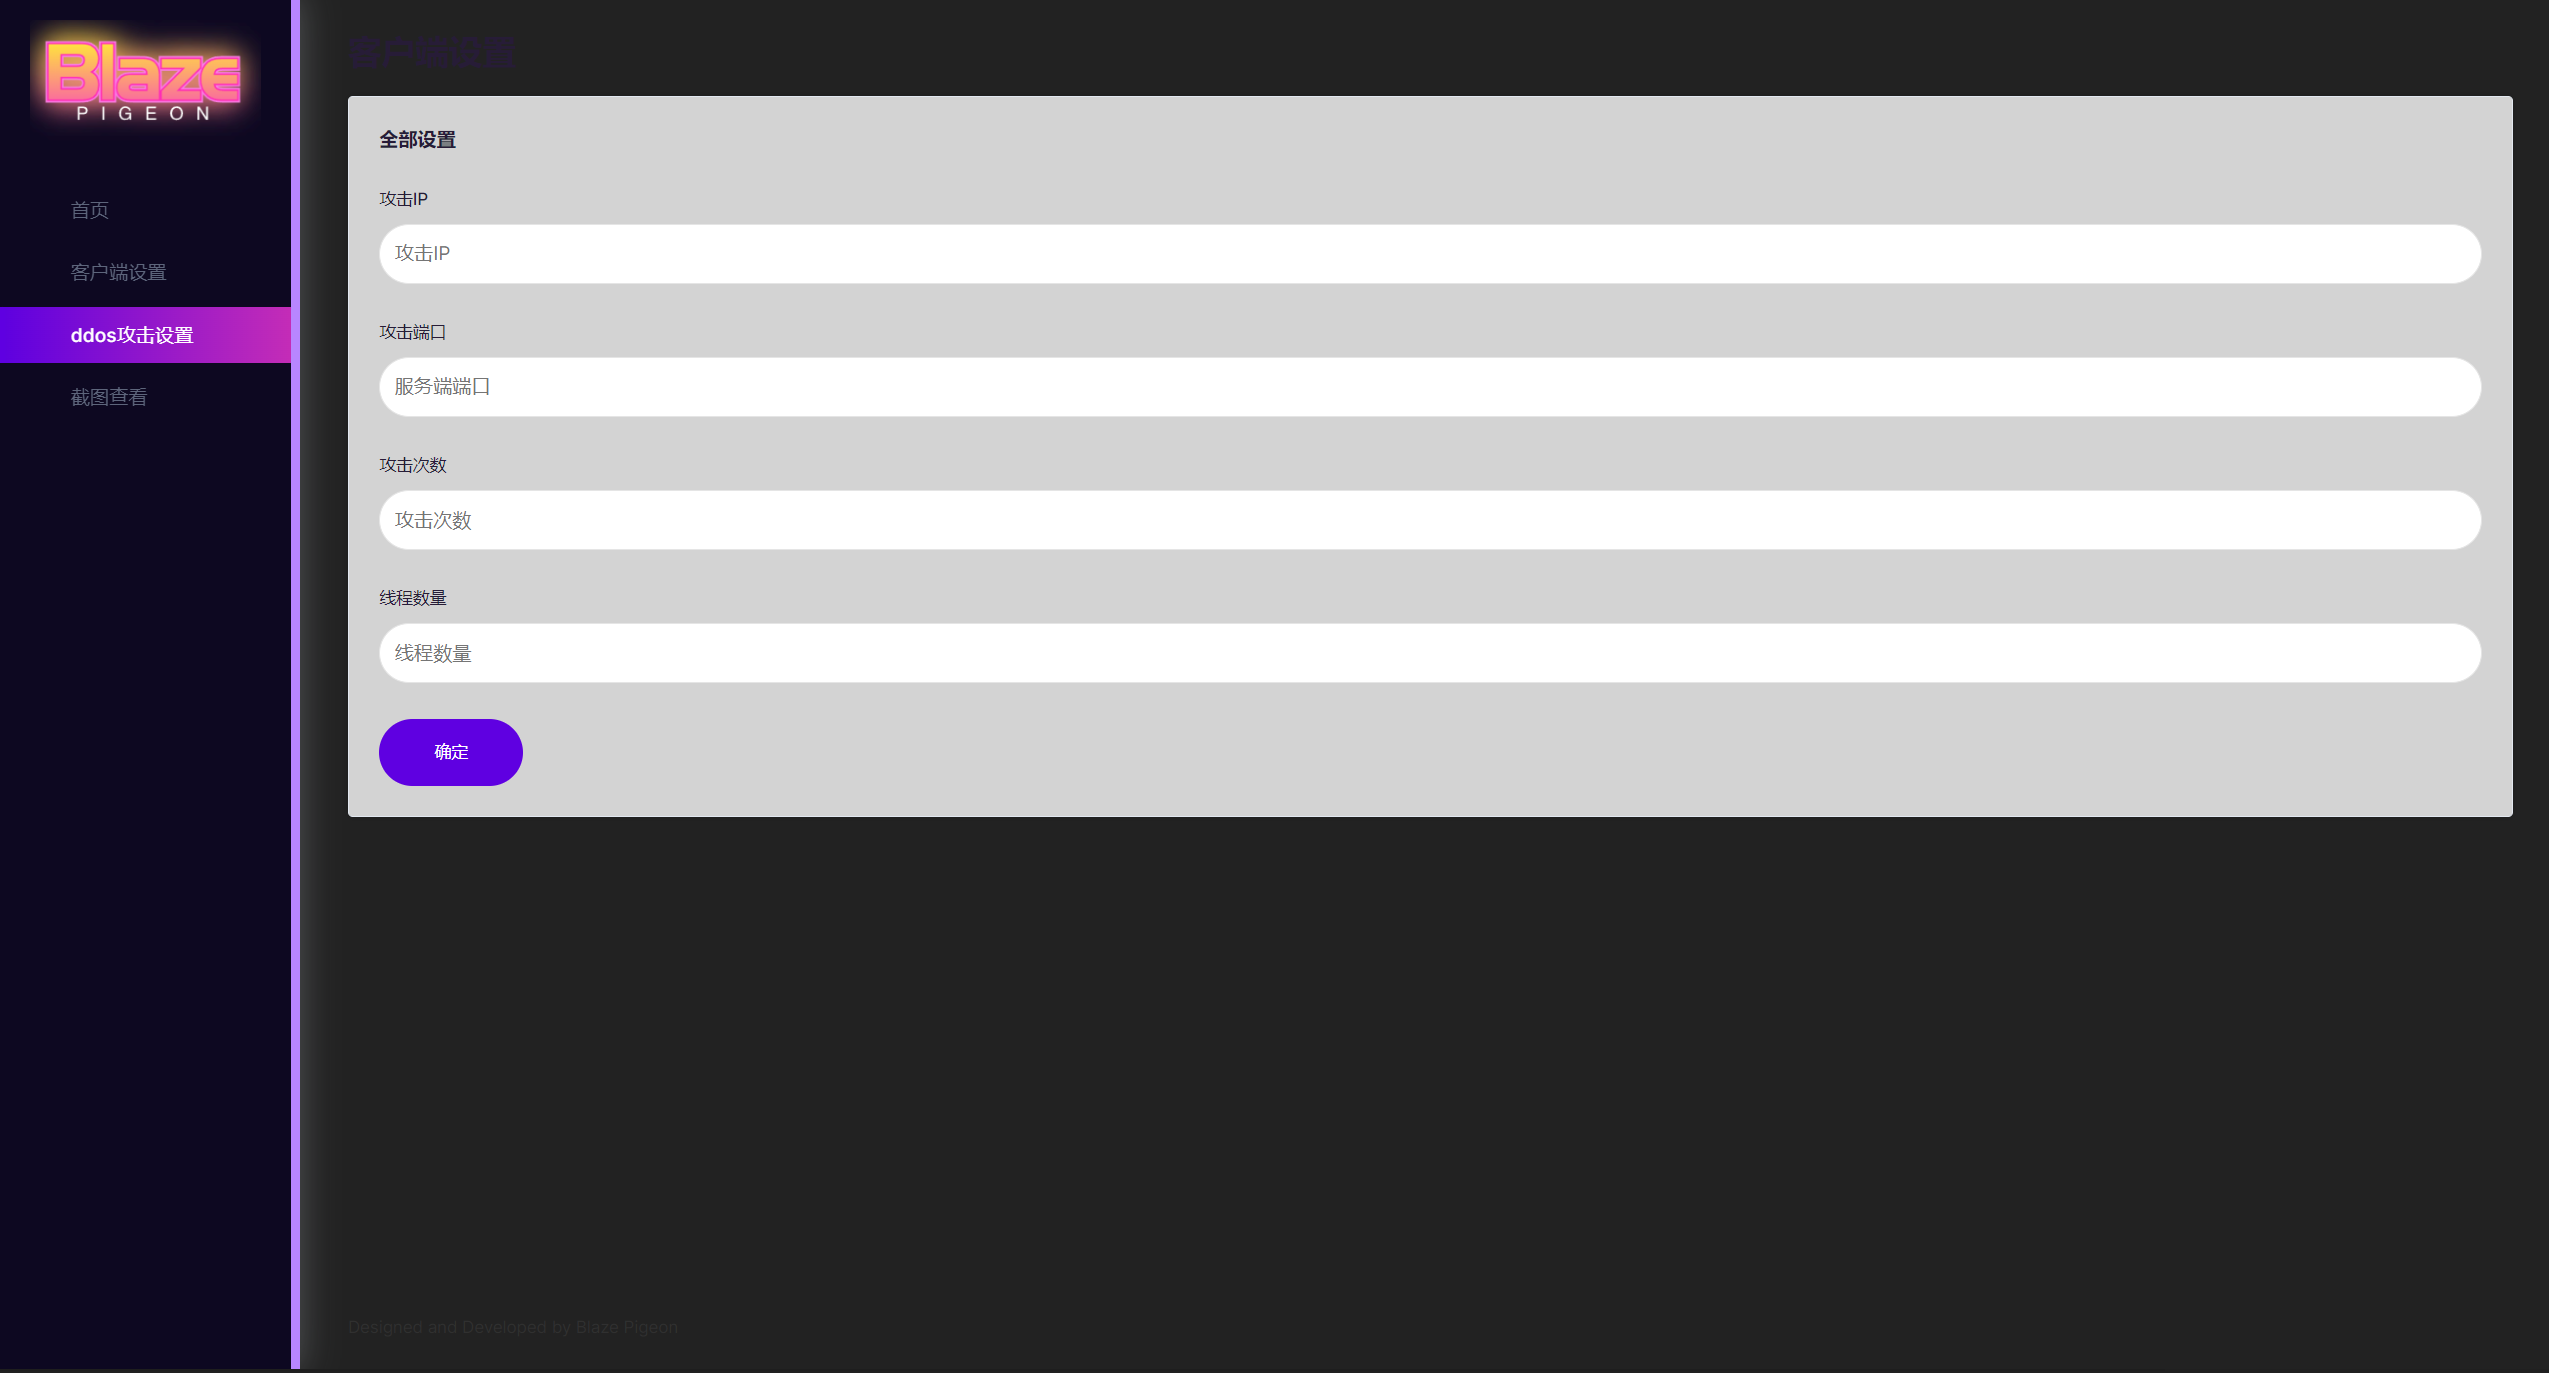 Blaze
PIGEON
首页
客户端设置
ddos攻击设置
截图查看
客户端设置
全部设置
攻击IP
攻击IP
攻击端口
服务端端口
攻击次数
攻击次数
线程数量
线程数量
确定
Designed and Developed by Blaze Pigeon